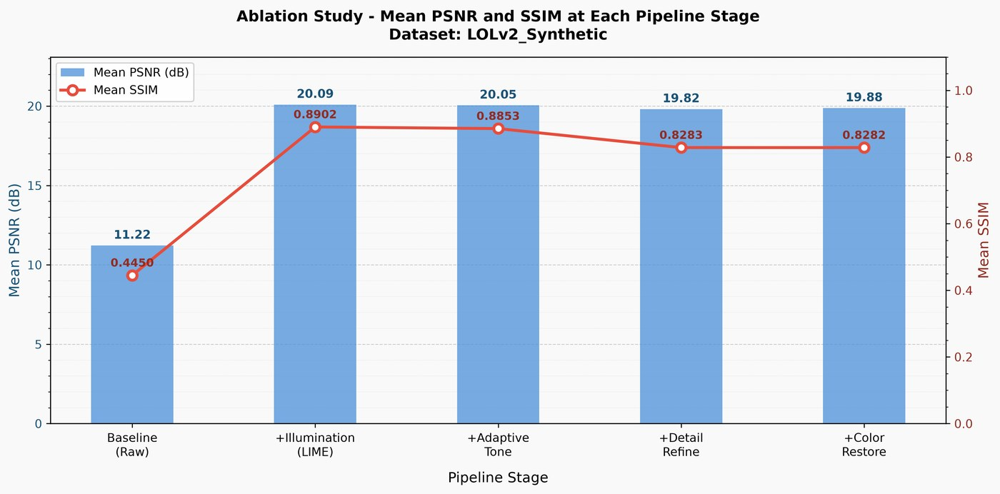 Ablation Study - Mean PSNR and SSIM at Each Pipeline Stage
Dataset: LOLv2_Synthetic
Mean PSNR (dB)
Mean SSIM
Mean PSNR (dB)
20
15
10
5
0
11.22
20.09
20.05
19.82
19.88
0.4450
0.8902
0.8853
0.8283
0.8282
1.0
0.8
0.6
0.4
0.2
0.0
Mean SSIM
Baseline
(Raw)
+Illumination
(LIME)
+Adaptive
Tone
+Detail
Refine
+Color
Restore
Pipeline Stage